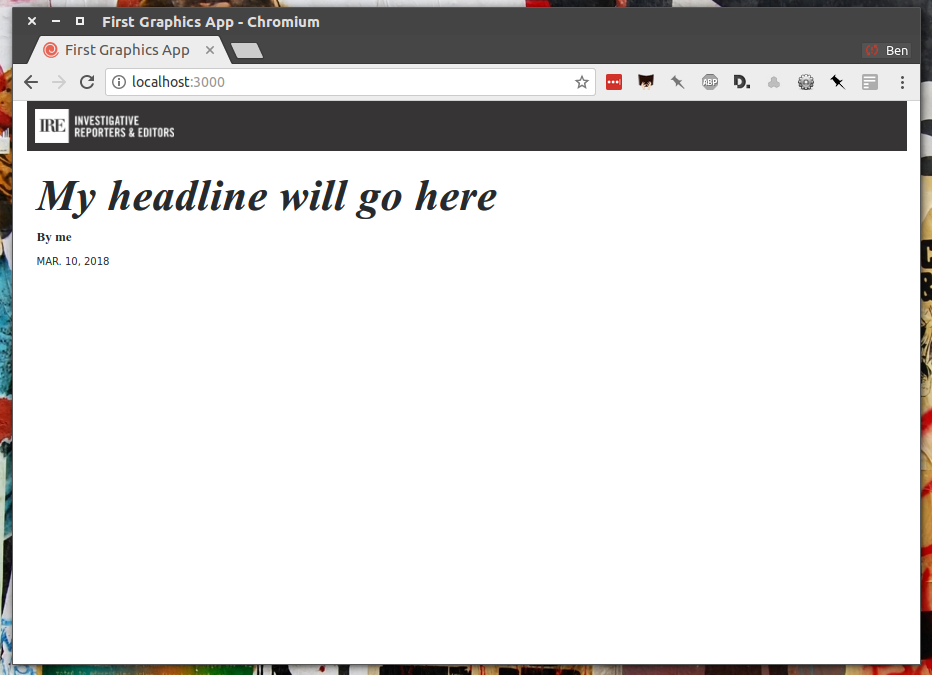 First Graphics App - Chromium
First Graphics App
Ben
localhost:3000
ABP
D.
IRE
INVESTIGATIVE
REPORTERS & EDITORS
My headline will go here
By me
MAR. 10, 2018